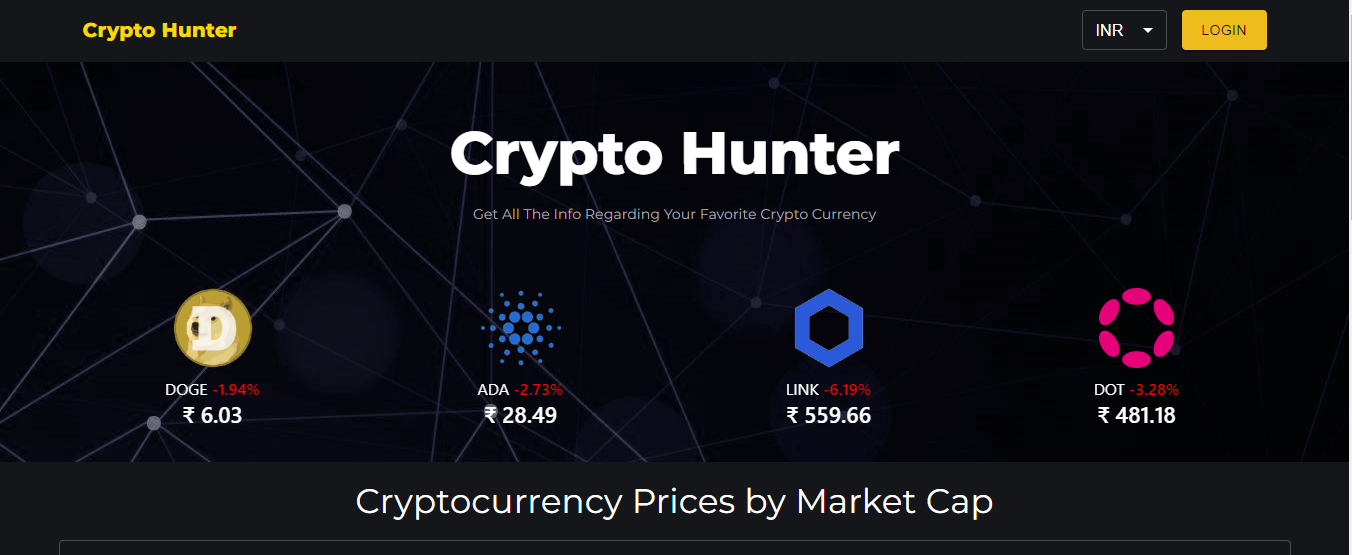 Crypto Hunter
INR
LOGIN
Crypto Hunter
Get All The Info Regarding Your Favorite Crypto Currency
DOGE -1.94%
₹ 6.03
ADA -2.73%
₹ 28.49
LINK -6.19%
₹ 559.66
DOT -3.28%
₹ 481.18
Cryptocurrency Prices by Market Cap